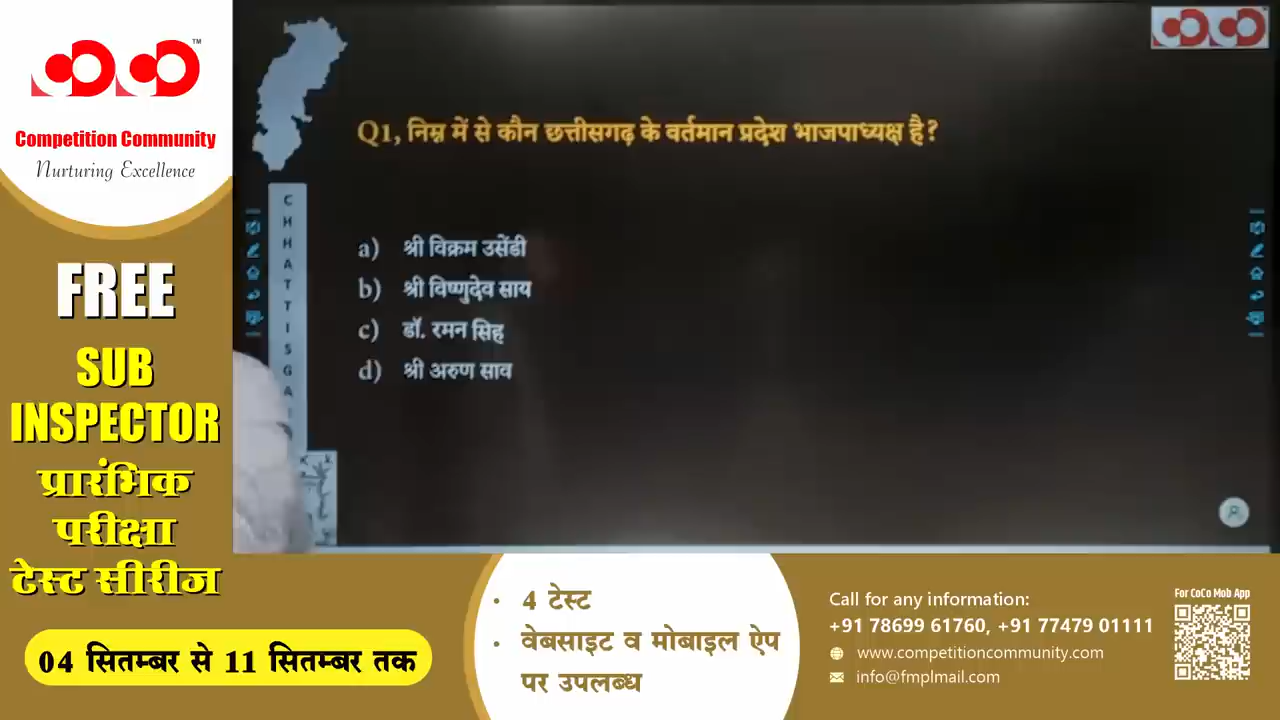 TM
Competition Community
Nurturing Excellence
FREE
SUB
INSPECTOR
प्रारंभिक
परीक्षा
टेस्ट सीरीज
04 सितम्बर से 11 सितम्बर तक
Q1, निम्न में से कौन छत्तीसगढ़ के वर्तमान प्रदेश भाजपाध्यक्ष है?
a) श्री विक्रम उसेंडी
b) श्री विष्णुदेव साय
c) डॉ. रमन सिंह
d) श्री अरुण साव
C
H
H
A
T
T
I
S
G
A
• 4 टेस्ट
• वेबसाइट व मोबाइल ऐप
पर उपलब्ध
Call for any information:
+91 78699 61760, +91 77479 01111
www.competitioncommunity.com
info@fmplmail.com
For CoCo Mob App